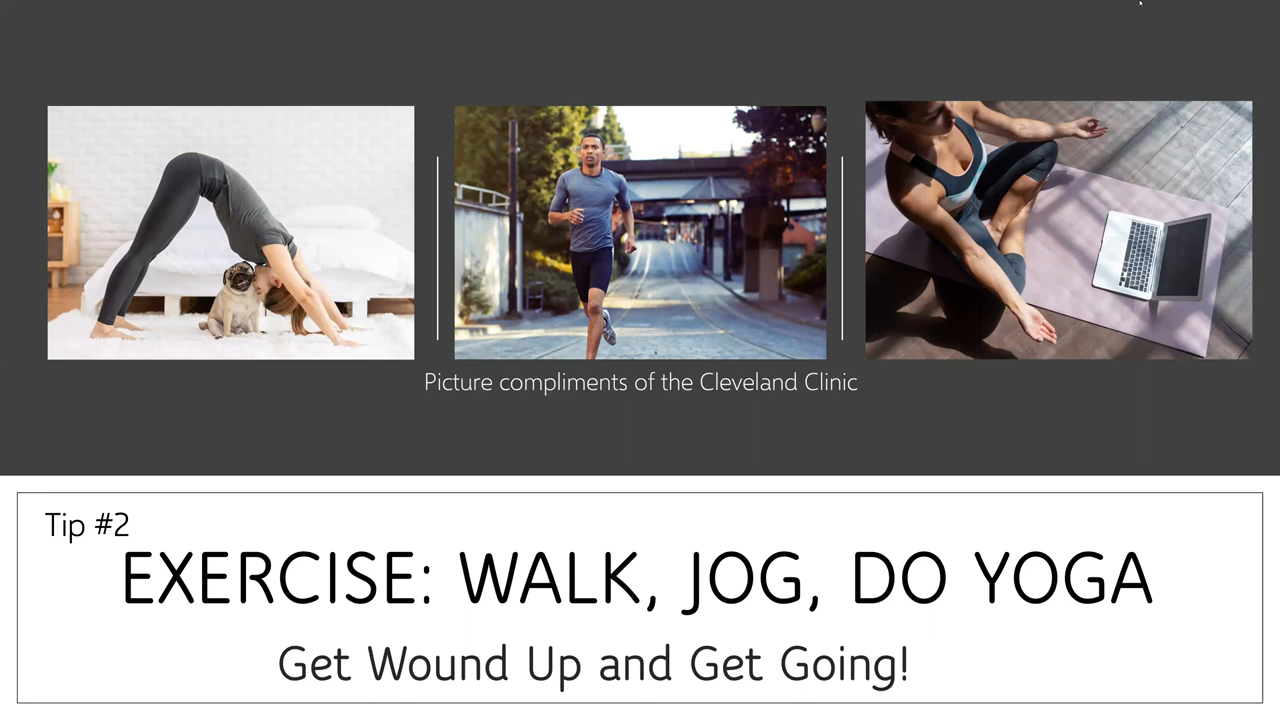 Picture compliments of the Cleveland Clinic
Tip #2
EXERCISE: WALK, JOG, DO YOGA
Get Wound Up and Get Going!